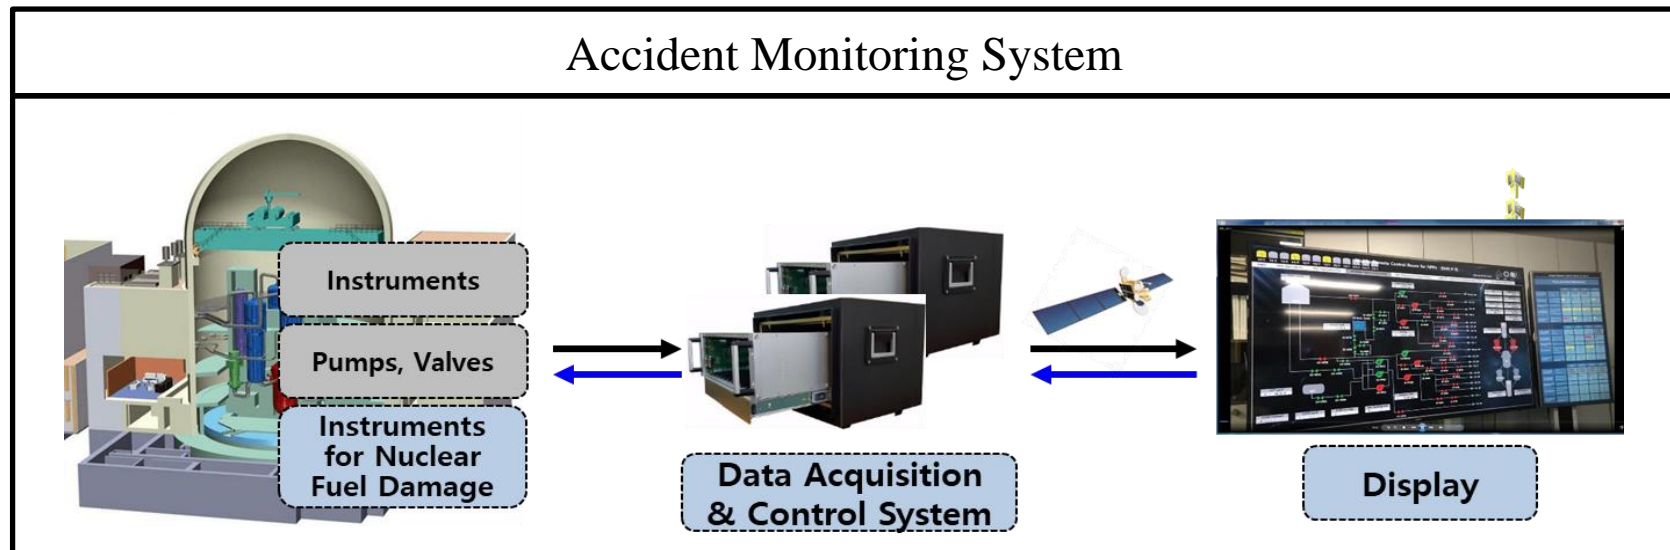 Accident Monitoring System
Instruments
Pumps, Valves
Instruments
for Nuclear
Fuel Damage
Data Acquisition
& Control System
Display